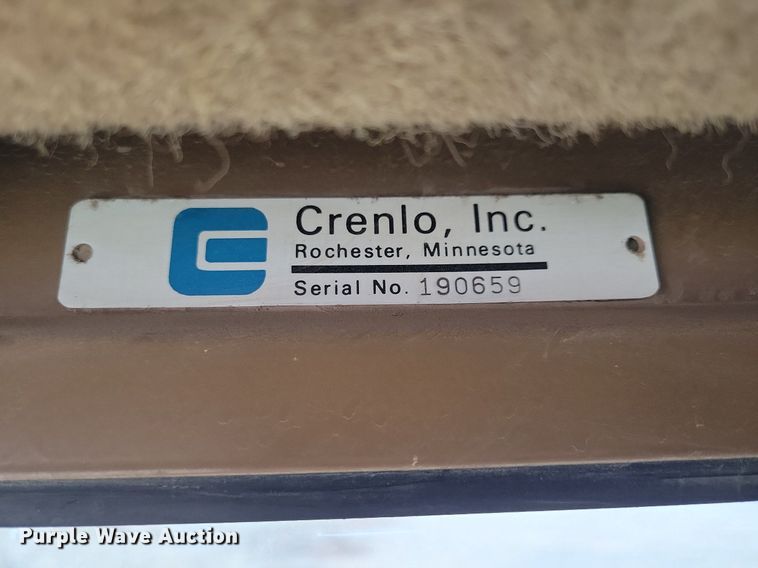 Crenlo, Inc.
Rochester, Minnesota
Serial No. 190659
Purple Wave Auction